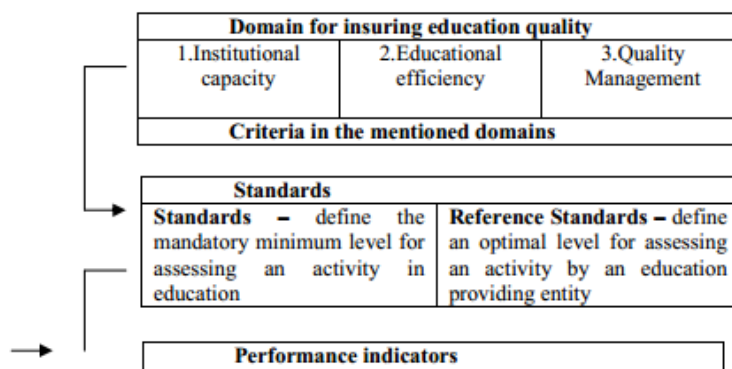 Domain for insuring education quality
1.Institutional capacity
2.Educational efficiency
3.Quality Management
Criteria in the mentioned domains
Standards
Standards – define the
mandatory minimum level for
assessing an activity in
education
Reference Standards – define
an optimal level for assessing
an activity by an education
providing entity
Performance indicators